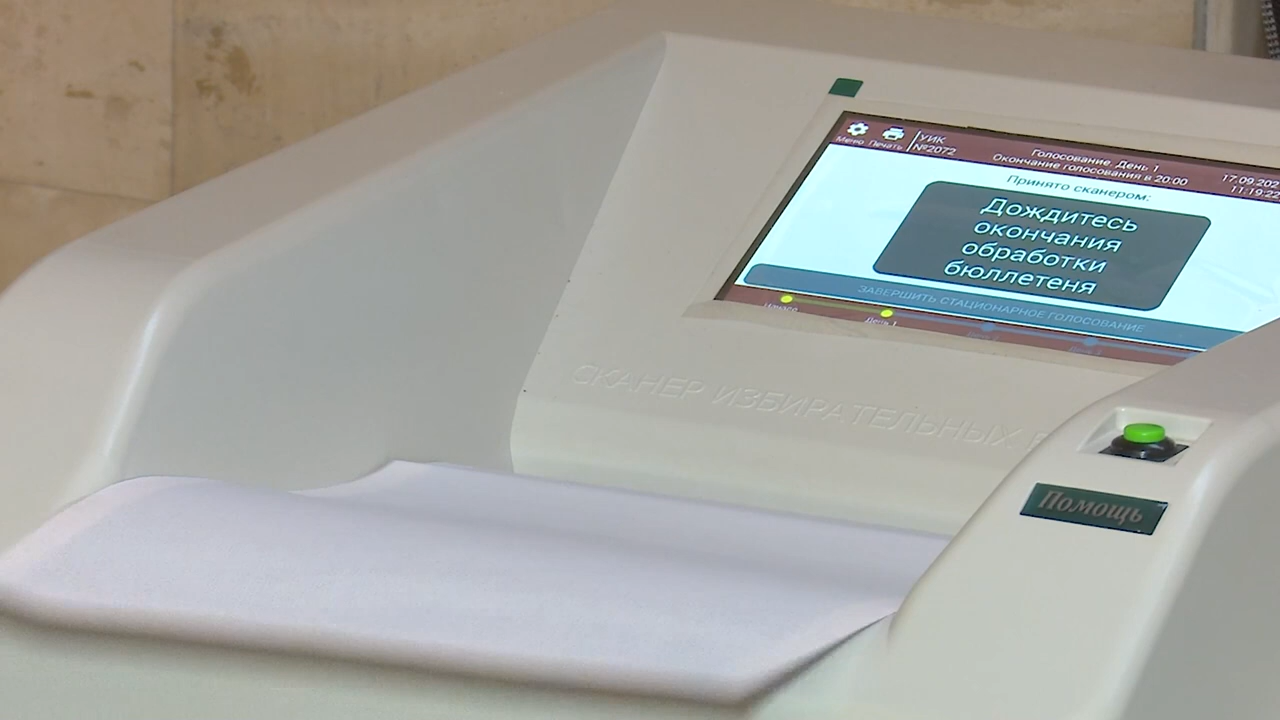 Меню Печать
УИК
№2072
Голосование. День 1
Окончание голосования в 20:00
17.09.202
11:19:22
Принято сканером:
Дождитесь
окончания
обработки
бюллетеня
ЗАВЕРШИТЬ СТАЦИОНАРНОЕ ГОЛОСОВАНИЕ
День 1
СКАНЕР ИЗБИРАТЕЛЬНЫХ
Помощь